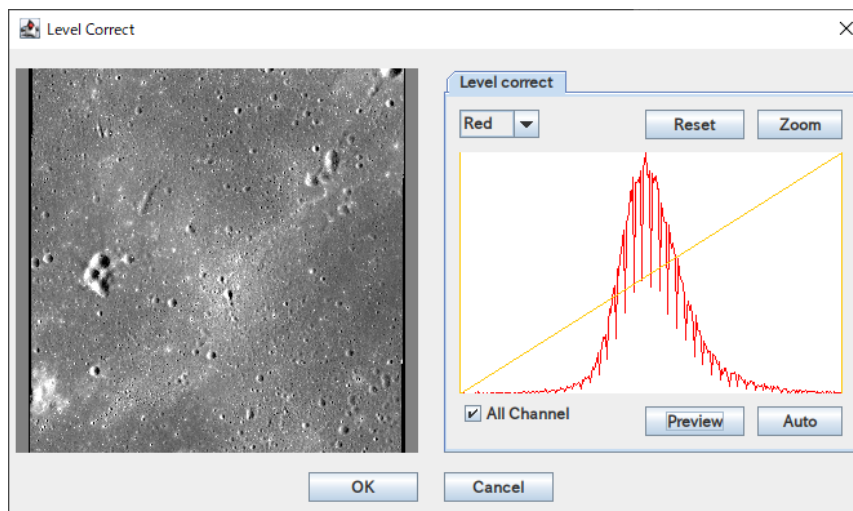 Level Correct
Level correct
Red
Reset
Zoom
All Channel
Preview
Auto
OK
Cancel